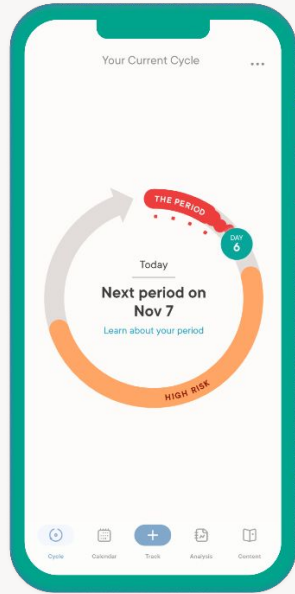 Your Current Cycle
THE PERIOD
DAY
6
Today
Next period on
Nov 7
Learn about your period
HIGH RISK
Cycle
Calendar
Track
Analysis
Content